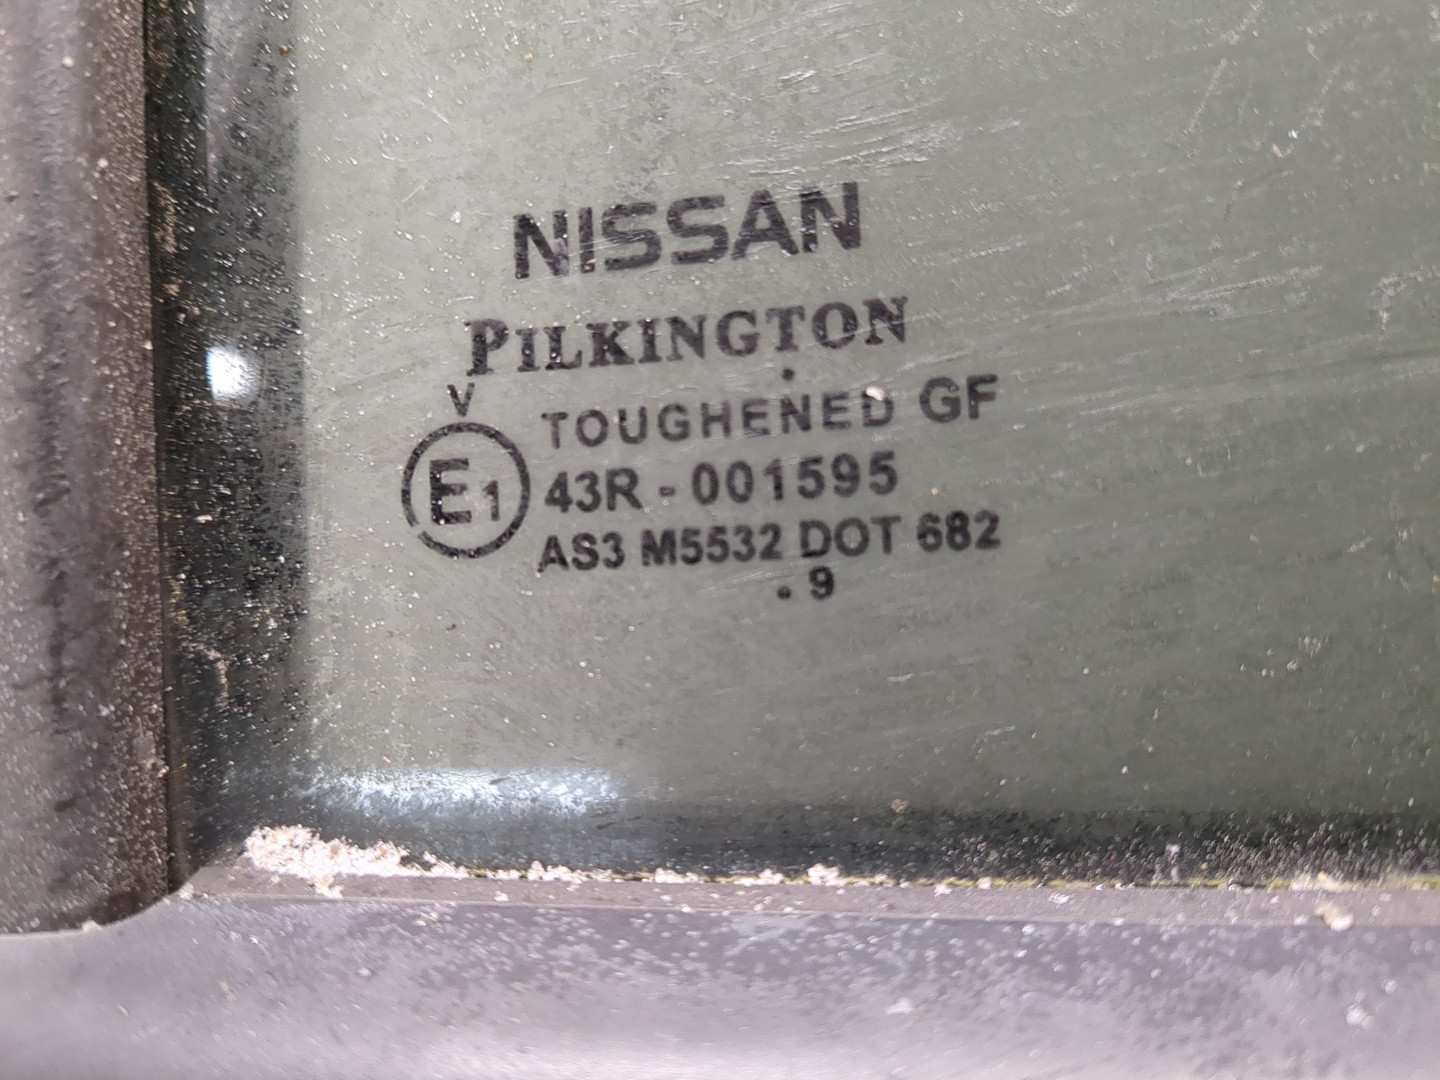 NISSAN
PILKINGTON
.
V
TOUGHENED GF
E1
43R - 001595
AS3 M5532 DOT 682
. 9